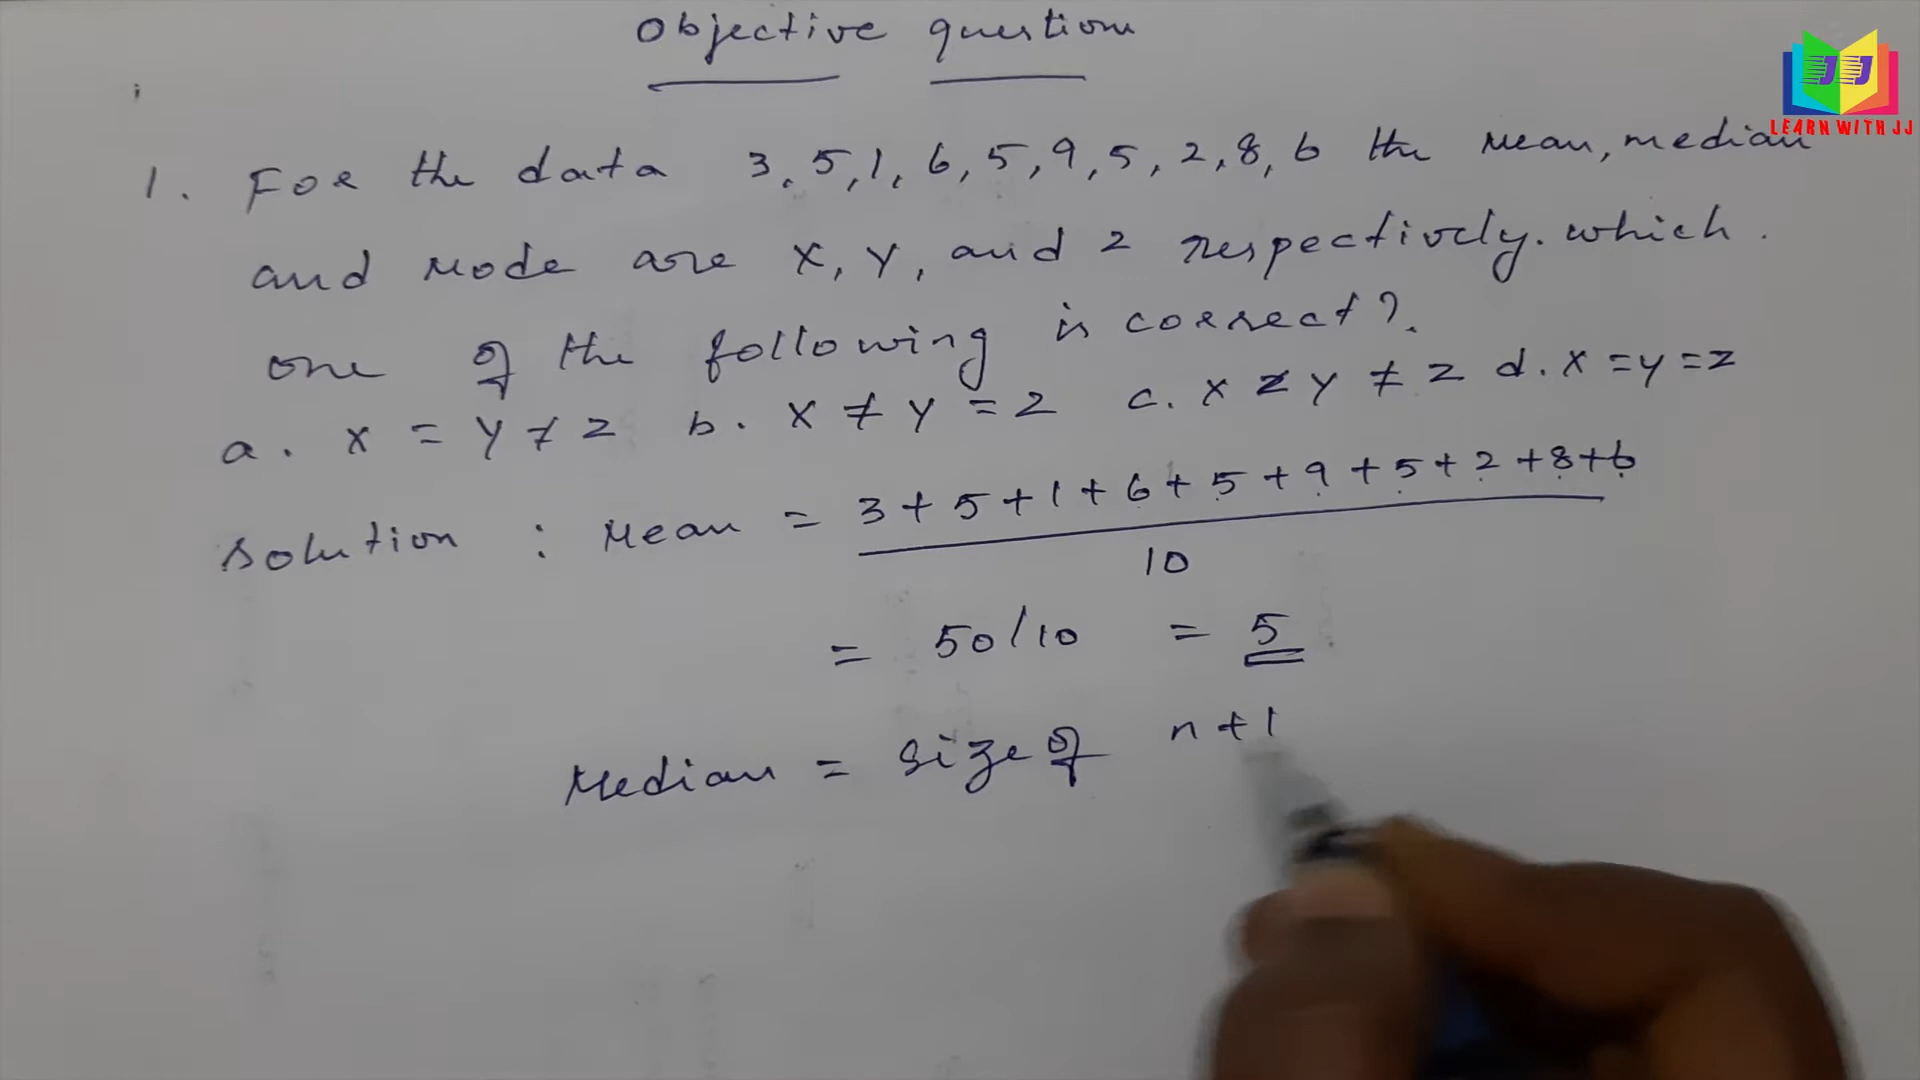 Objective question
LEARN WITH JJ
1. For the data 3, 5, 1, 6, 5, 9, 5, 2, 8, 6 the mean, median
and mode are x, y, and z respectively. which
one of the following is correct?
a. x = y ≠ z b. x ≠ y = z c. x ≠ y ≠ z d. x = y = z
Solution : Mean = 3 + 5 + 1 + 6 + 5 + 9 + 5 + 2 + 8 + 6
10
= 50/10 = 5
Median = size of n + 1